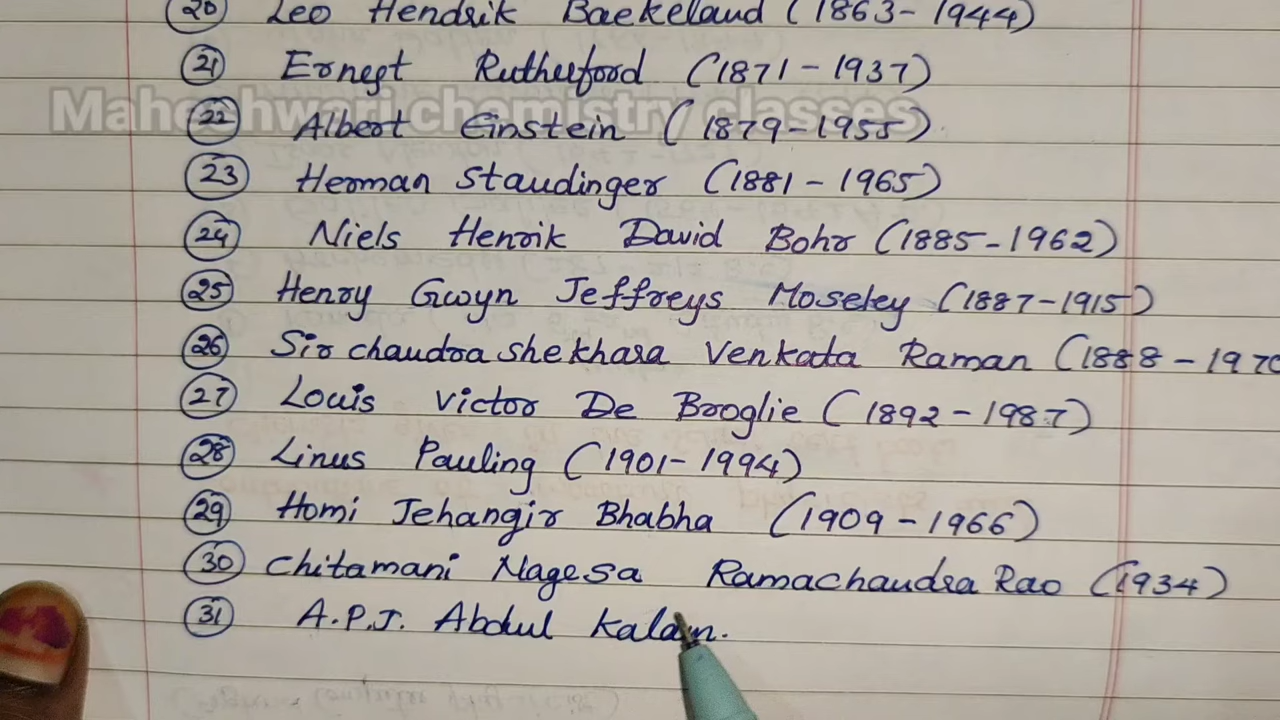 (20) Leo Hendrik Baekeland (1863-1944)
(21) Ernest Rutherford (1871-1937)
Maheshwari chemistry classes
(22) Albert Einstein (1879-1955)
(23) Herman Staudinger (1881-1965)
(24) Niels Henrik David Bohr (1885-1962)
(25) Henry Gwyn Jeffreys Moseley (1887-1915)
(26) Sir chandra shekhara Venkata Raman (1888-1970
(27) Louis Victor De Broglie (1892-1987)
(28) Linus Pauling (1901-1994)
(29) Homi Jehangir Bhabha (1909-1966)
(30) Chitamani Nagesa Ramachandra Rao (1934)
(31) A.P.J. Abdul Kalam.